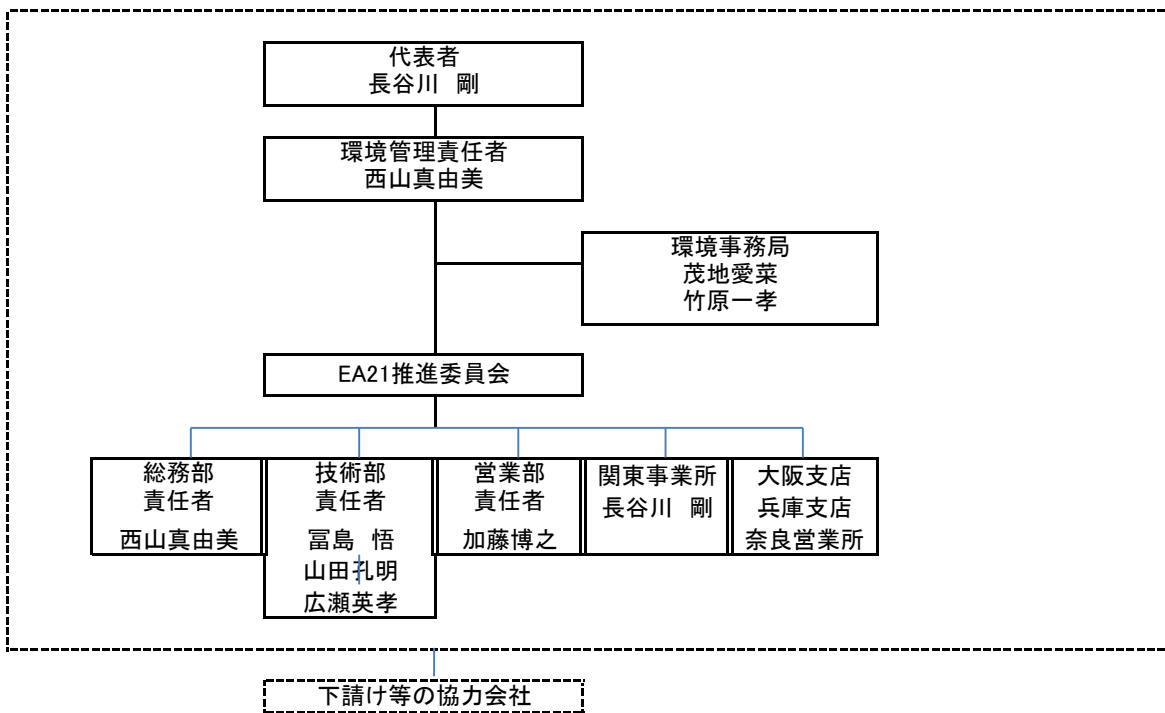 代表者
長谷川　剛
環境管理責任者
西山真由美
環境事務局
茂地愛菜
竹原一孝
EA21推進委員会
総務部
責任者
西山真由美
技術部
責任者
冨島　悟
山田孔明
広瀬英孝
営業部
責任者
加藤博之
関東事業所
長谷川　剛
大阪支店
兵庫支店
奈良営業所
下請け等の協力会社